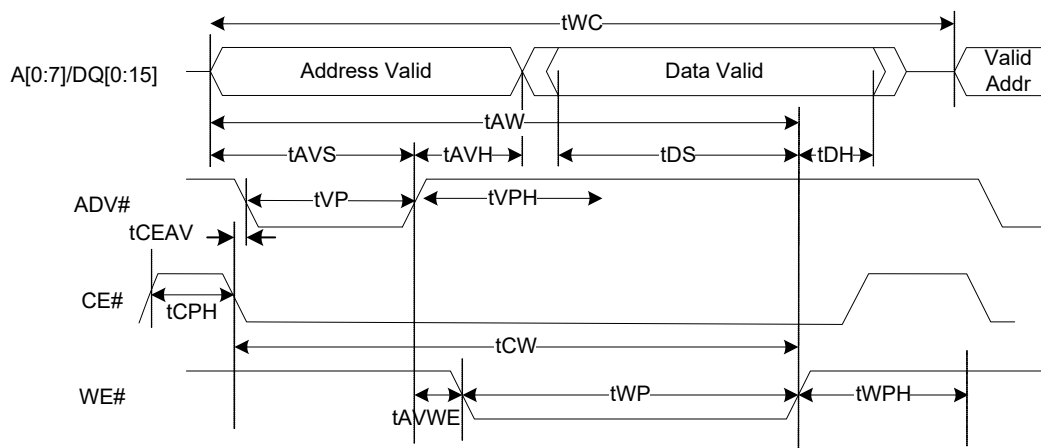 tWC
A[0:7]/DQ[0:15]
Address Valid
Data Valid
Valid
Addr
tAW
tAVS
tAVH
tDS
tDH
ADV#
tVP
tVPH
tCEAV
CE#
tCPH
tCW
WE#
tAVWE
tWP
tWPH